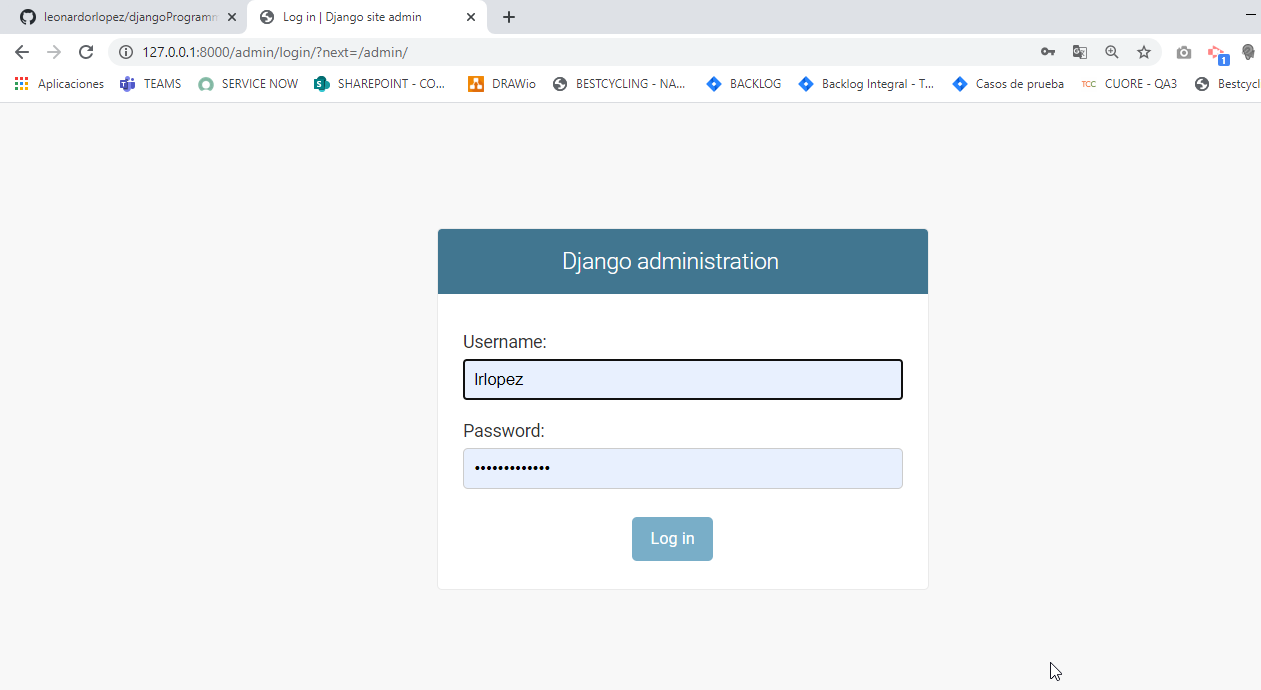 leonardorlopez/djangoProgramm
Log in | Django site admin
127.0.0.1:8000/admin/login/?next=/admin/
1
Aplicaciones TEAMS SERVICE NOW SHAREPOINT - CO... DRAWio BESTCYCLING - NA... BACKLOG Backlog Integral - T... Casos de prueba TCC CUORE - QA3 Bestcycl
Django administration
Username:
lrlopez
Password:
•••••••••••••
Log in